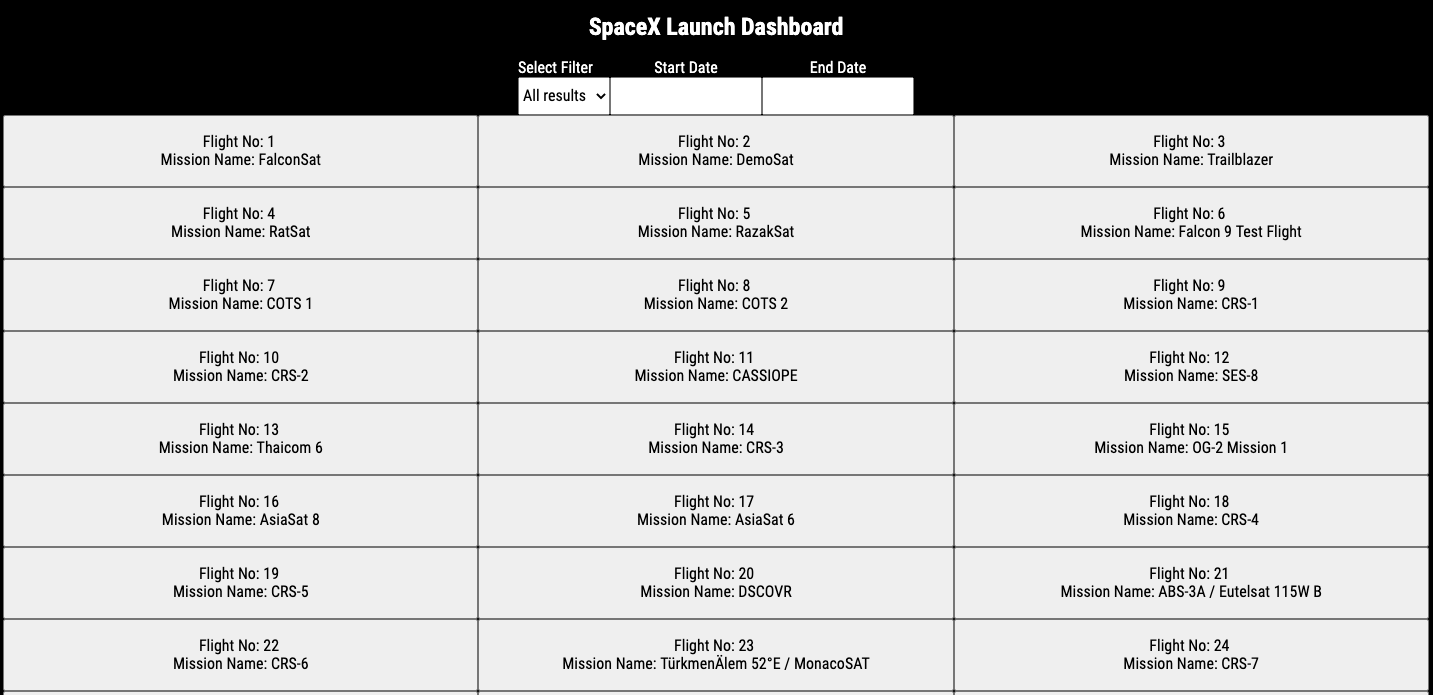 SpaceX Launch Dashboard
Select Filter Start Date End Date
All results
Flight No: 1
Mission Name: FalconSat
Flight No: 2
Mission Name: DemoSat
Flight No: 3
Mission Name: Trailblazer
Flight No: 4
Mission Name: RatSat
Flight No: 5
Mission Name: RazakSat
Flight No: 6
Mission Name: Falcon 9 Test Flight
Flight No: 7
Mission Name: COTS 1
Flight No: 8
Mission Name: COTS 2
Flight No: 9
Mission Name: CRS-1
Flight No: 10
Mission Name: CRS-2
Flight No: 11
Mission Name: CASSIOPE
Flight No: 12
Mission Name: SES-8
Flight No: 13
Mission Name: Thaicom 6
Flight No: 14
Mission Name: CRS-3
Flight No: 15
Mission Name: OG-2 Mission 1
Flight No: 16
Mission Name: AsiaSat 8
Flight No: 17
Mission Name: AsiaSat 6
Flight No: 18
Mission Name: CRS-4
Flight No: 19
Mission Name: CRS-5
Flight No: 20
Mission Name: DSCOVR
Flight No: 21
Mission Name: ABS-3A / Eutelsat 115W B
Flight No: 22
Mission Name: CRS-6
Flight No: 23
Mission Name: TürkmenÄlem 52°E / MonacoSAT
Flight No: 24
Mission Name: CRS-7